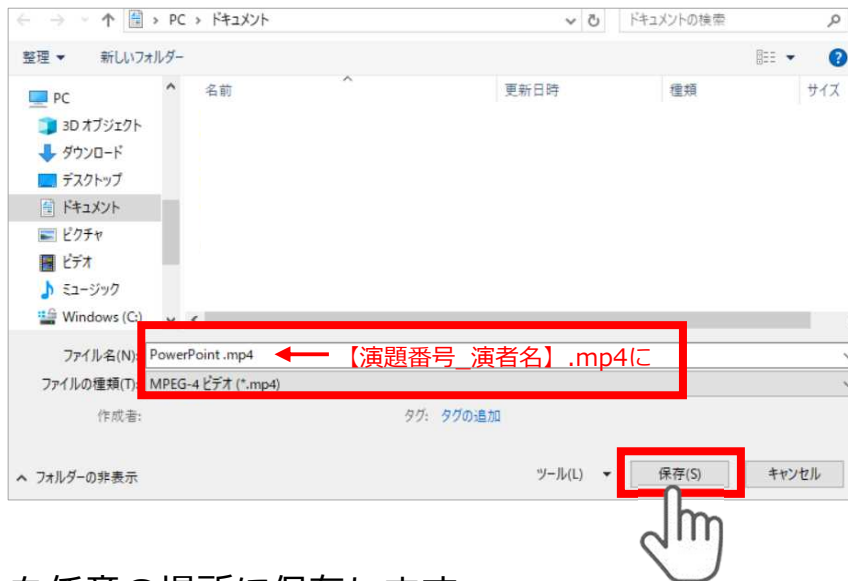 PC › ドキュメント
ドキュメントの検索
整理 新しいフォルダー
名前 更新日時 種類 サイズ
PC
3D オブジェクト
ダウンロード
デスクトップ
ドキュメント
ピクチャ
ビデオ
ミュージック
Windows (C:)
ファイル名(N): PowerPoint .mp4 【演題番号_演者名】.mp4に
ファイルの種類(T): MPEG-4 ビデオ (*.mp4)
作成者: タグ: タグの追加
フォルダーの非表示 ツール(L) 保存(S) キャンセル